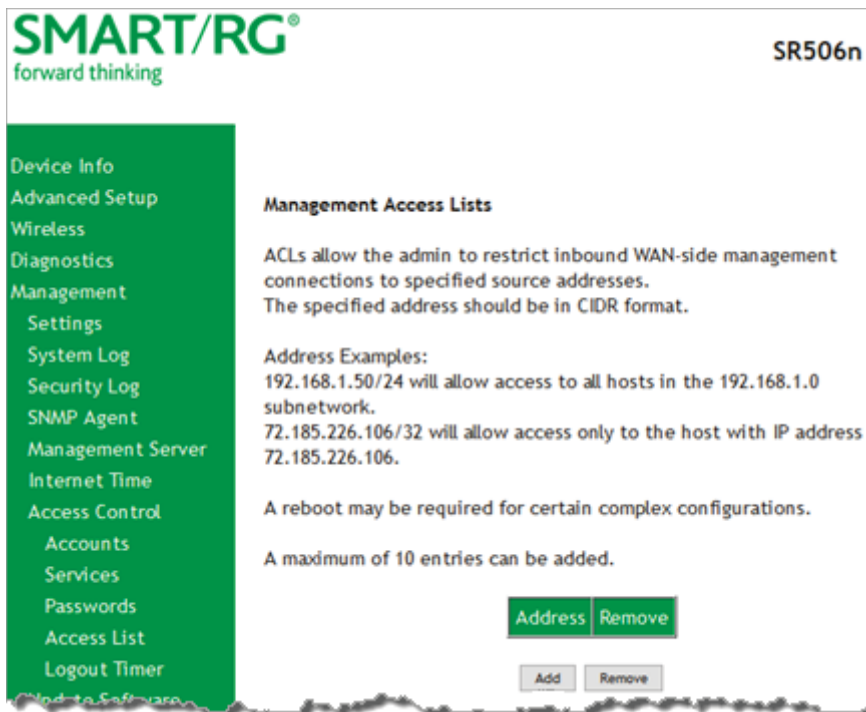 SMART/RG®
forward thinking
SR506n
Device Info
Advanced Setup
Wireless
Diagnostics
Management
Settings
System Log
Security Log
SNMP Agent
Management Server
Internet Time
Access Control
Accounts
Services
Passwords
Access List
Logout Timer
Update Software
Management Access Lists
ACLs allow the admin to restrict inbound WAN-side management
connections to specified source addresses.
The specified address should be in CIDR format.
Address Examples:
192.168.1.50/24 will allow access to all hosts in the 192.168.1.0
subnetwork.
72.185.226.106/32 will allow access only to the host with IP address
72.185.226.106.
A reboot may be required for certain complex configurations.
A maximum of 10 entries can be added.
Address Remove
Add Remove